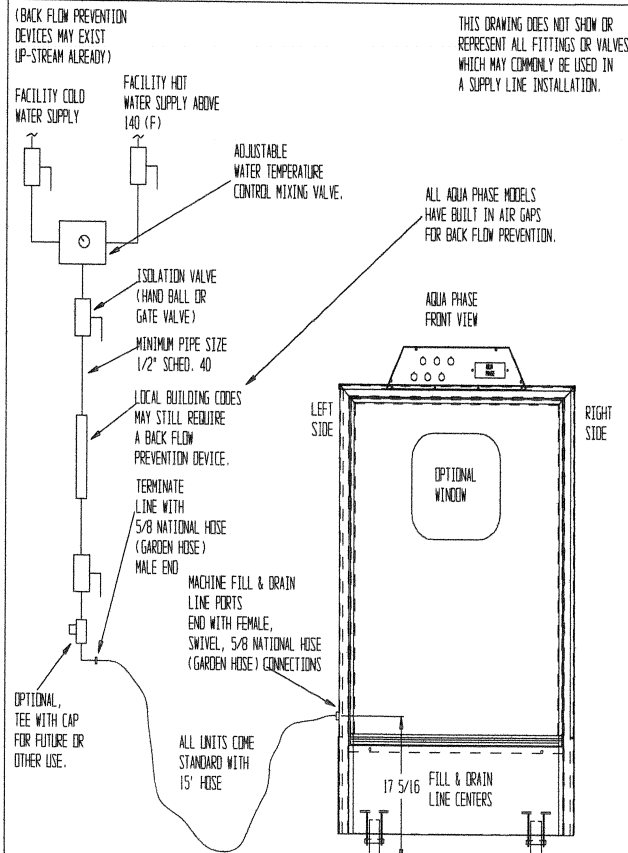 (BACK FLOW PREVENTION
DEVICES MAY EXIST
UP-STREAM ALREADY)
THIS DRAWING DOES NOT SHOW OR
REPRESENT ALL FITTINGS OR VALVES
WHICH MAY COMMONLY BE USED IN
A SUPPLY LINE INSTALLATION.
FACILITY COLD
WATER SUPPLY
FACILITY HOT
WATER SUPPLY ABOVE
140 (F)
ADJUSTABLE
WATER TEMPERATURE
CONTROL MIXING VALVE.
ALL AQUA PHASE MODELS
HAVE BUILT IN AIR GAPS
FOR BACK FLOW PREVENTION.
ISOLATION VALVE
(HAND BALL OR
GATE VALVE)
AQUA PHASE
FRONT VIEW
AQUA
PHASE
MINIMUM PIPE SIZE
1/2" SCHED. 40
LOCAL BUILDING CODES
MAY STILL REQUIRE
A BACK FLOW
PREVENTION DEVICE.
LEFT
SIDE
RIGHT
SIDE
OPTIONAL
WINDOW
TERMINATE
LINE WITH
5/8 NATIONAL HOSE
(GARDEN HOSE)
MALE END
MACHINE FILL & DRAIN
LINE PORTS
END WITH FEMALE,
SWIVEL, 5/8 NATIONAL HOSE
(GARDEN HOSE) CONNECTIONS
OPTIONAL,
TEE WITH CAP
FOR FUTURE OR
OTHER USE.
ALL UNITS COME
STANDARD WITH
15' HOSE
17 5/16
FILL & DRAIN
LINE CENTERS